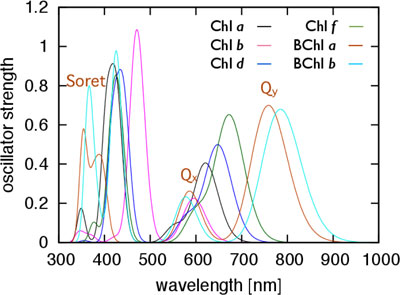 1.2
1
0.8
0.6
0.4
0.2
0
oscillator strength
Chl a
Chl b
Chl d
Chl f
BChl a
BChl b
Soret
Qx
Qy
300 400 500 600 700 800 900 1000
wavelength [nm]